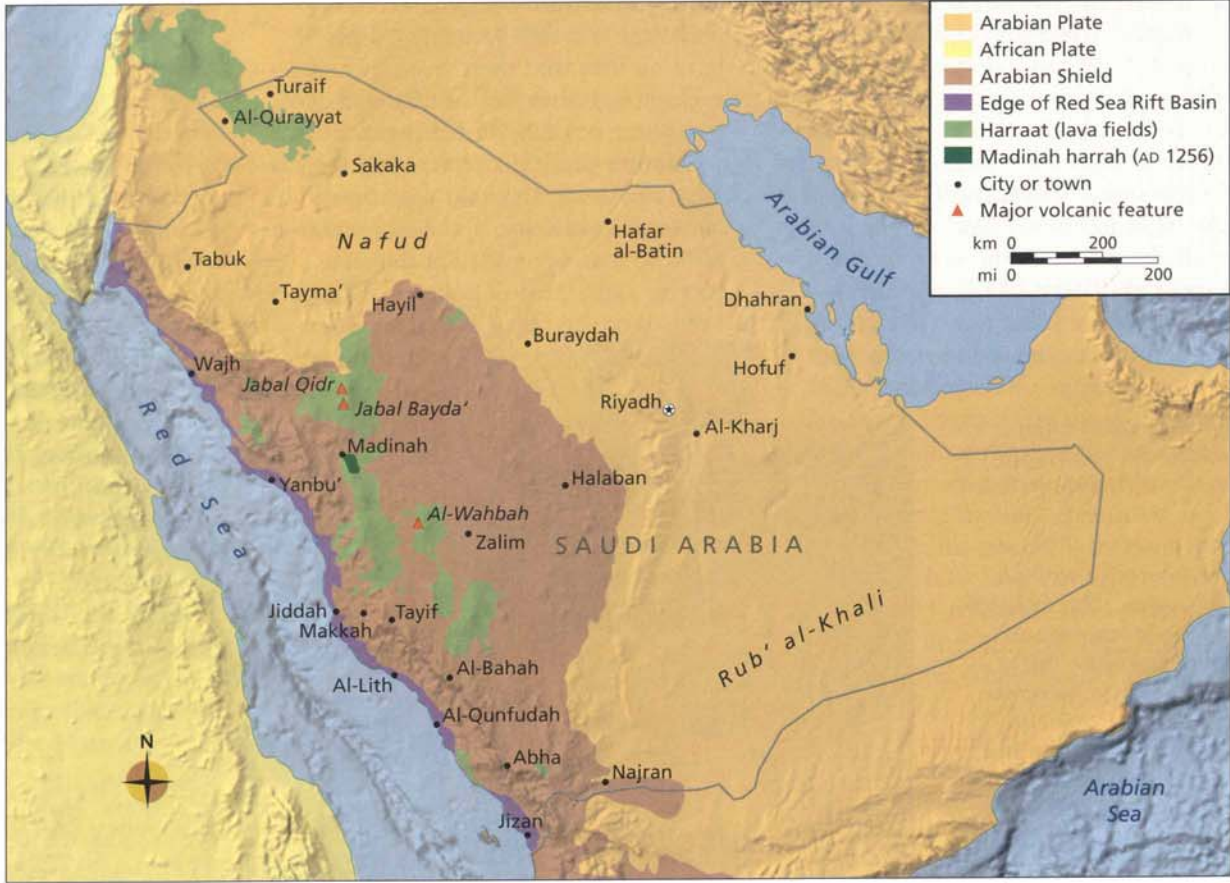 Arabian Plate
African Plate
Arabian Shield
Edge of Red Sea Rift Basin
Harraat (lava fields)
Madinah harrah (AD 1256)
City or town
Major volcanic feature
km 0 200
mi 0 200
Turaif
Al-Qurayyat
Sakaka
Nafud
Hafar
al-Batin
Arabian Gulf
Tabuk
Tayma'
Hayil
Dhahran
Buraydah
Hofuf
Wajh
Jabal Qidr
Jabal Bayda'
Riyadh
Al-Kharj
Red Sea
Madinah
Yanbu'
Halaban
Al-Wahbah
Zalim
SAUDI ARABIA
Jiddah
Makkah
Tayif
Rub' al-Khali
Al-Bahah
Al-Lith
Al-Qunfudah
N
Abha
Najran
Arabian
Sea
Jizan